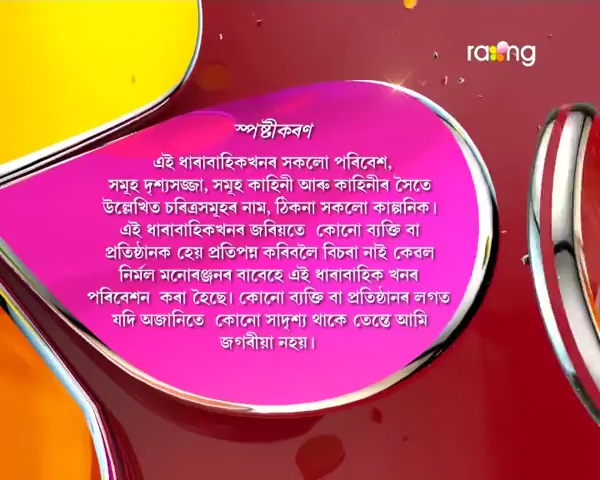 rang
স্পষ্টীকৰণ
এই ধাৰাবাহিকখনৰ সকলো পৰিবেশ,
সমূহ দৃশ্যসজ্জা, সমূহ কাহিনী আৰু কাহিনীৰ সৈতে
উল্লেখিত চৰিত্ৰসমূহৰ নাম, ঠিকনা সকলো কাল্পনিক।
এই ধাৰাবাহিকখনৰ জৰিয়তে কোনো ব্যক্তি বা
প্ৰতিষ্ঠানক হেয় প্ৰতিপন্ন কৰিবলৈ বিচৰা নাই কেৱল
নিৰ্মল মনোৰঞ্জনৰ বাবেহে এই ধাৰাবাহিক খনৰ
পৰিবেশন কৰা হৈছে। কোনো ব্যক্তি বা প্ৰতিষ্ঠানৰ লগত
যদি অজানিতে কোনো সাদৃশ্য থাকে তেন্তে আমি
জগৰীয়া নহয়।